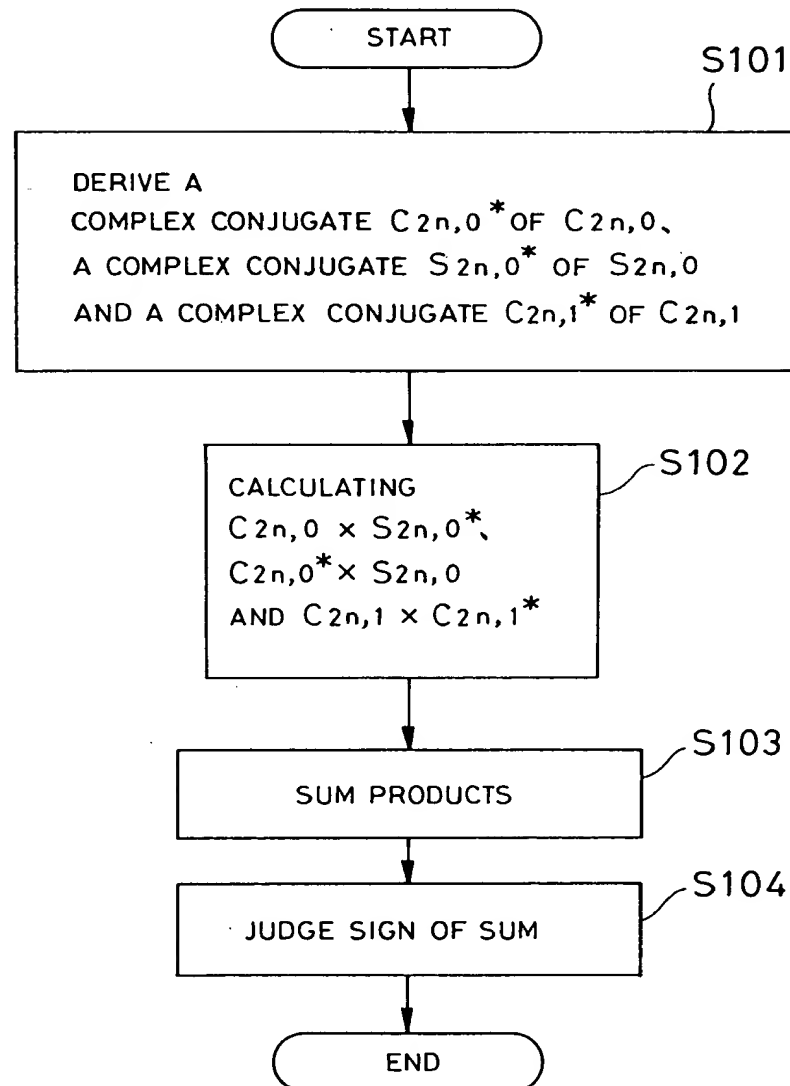 START
S101
DERIVE A
COMPLEX CONJUGATE C2n,0* OF C2n,0、
A COMPLEX CONJUGATE S2n,0* OF S2n,0
AND A COMPLEX CONJUGATE C2n,1* OF C2n,1
S102
CALCULATING
C2n,0 × S2n,0*、
C2n,0* × S2n,0
AND C2n,1 × C2n,1*
S103
SUM PRODUCTS
S104
JUDGE SIGN OF SUM
END